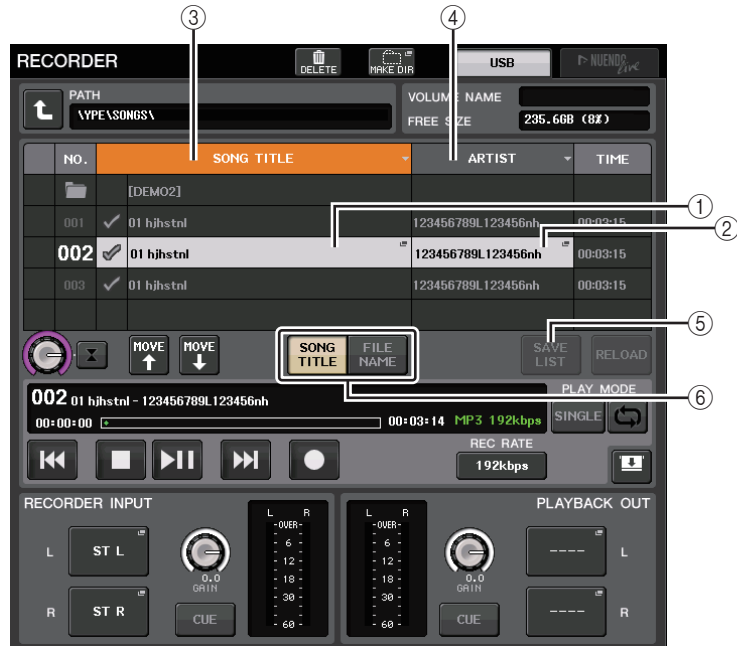 ③ ④
RECORDER DELETE MAKE DIR USB NUENDO Live
PATH
\YPE\SONGS\
VOLUME NAME
FREE SIZE 235.6GB (8%)
NO. SONG TITLE ARTIST TIME
[DEMO2]
001 01 hjhstnl 123456789L123456nh 00:03:15
①
②
002 01 hjhstnl 123456789L123456nh 00:03:15
003 01 hjhstnl 123456789L123456nh 00:03:15
⑤
MOVE MOVE SONG TITLE FILE NAME SAVE LIST RELOAD
⑥
002 01 hjhstnl - 123456789L123456nh
PLAY MODE
00:00:00 00:03:14 MP3 192kbps SINGLE
REC RATE
192kbps
RECORDER INPUT PLAYBACK OUT
L R L R
-OVER- -OVER-
- 6 - - 6 -
- 12 - - 12 -
L ST L - 18 - - 18 - ---- L
0.0 0.0
GAIN GAIN
- 30 - - 30 -
R ST R CUE CUE ---- R
- 60 - - 60 -